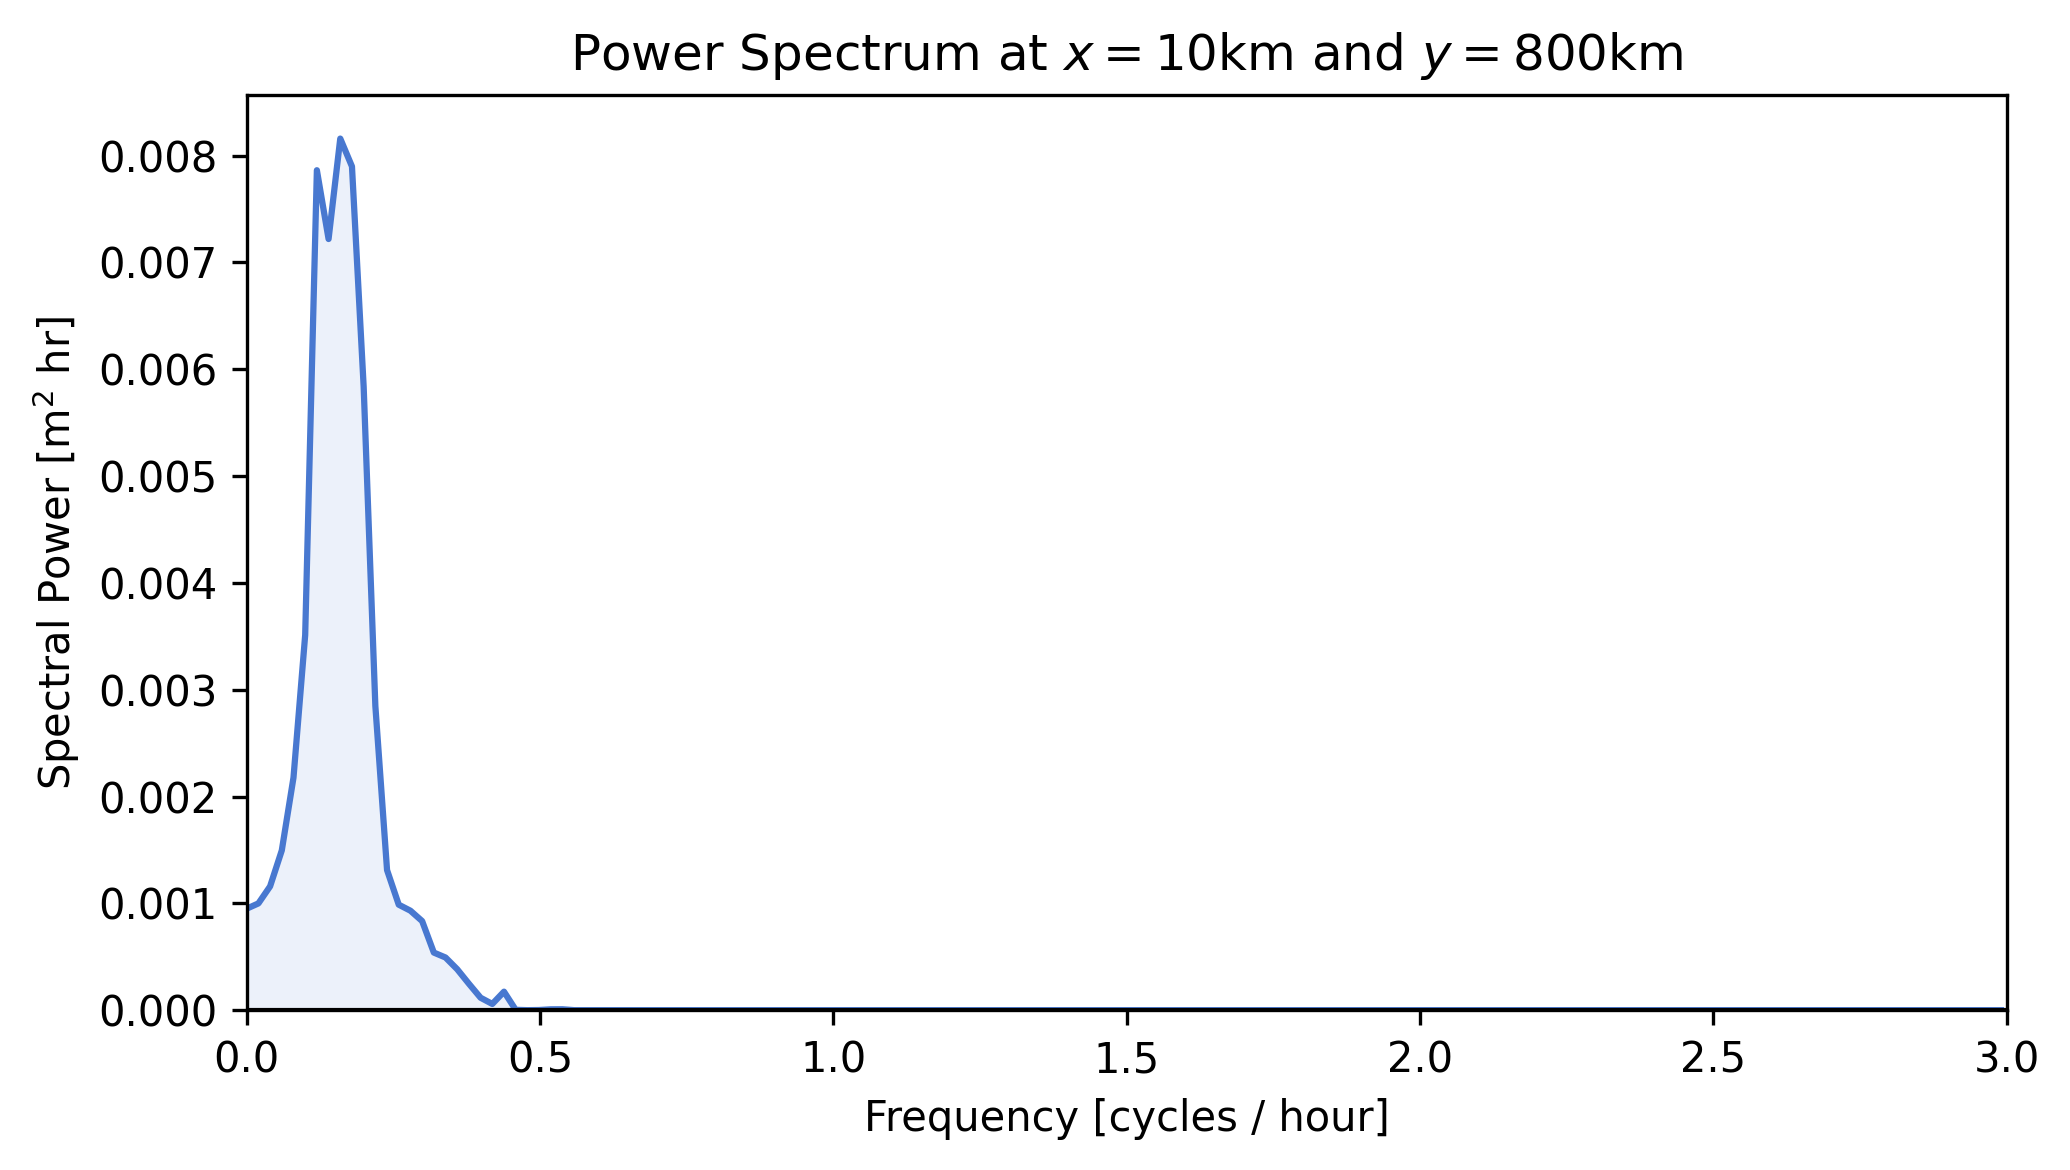 Power Spectrum at x = 10km and y = 800km
Spectral Power [m² hr]
0.008
0.007
0.006
0.005
0.004
0.003
0.002
0.001
0.000
0.0 0.5 1.0 1.5 2.0 2.5 3.0
Frequency [cycles / hour]